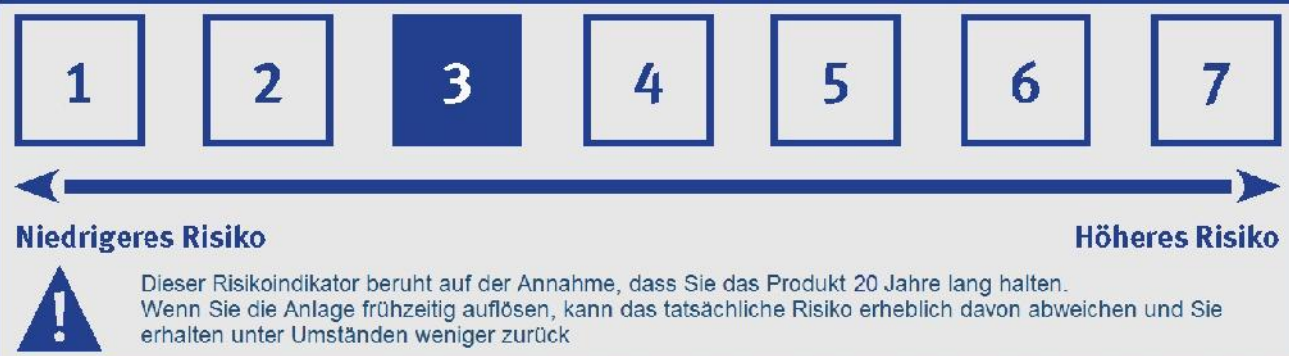 1 2 3 4 5 6 7
Niedrigeres Risiko Höheres Risiko
!
Dieser Risikoindikator beruht auf der Annahme, dass Sie das Produkt 20 Jahre lang halten.
Wenn Sie die Anlage frühzeitig auflösen, kann das tatsächliche Risiko erheblich davon abweichen und Sie
erhalten unter Umständen weniger zurück